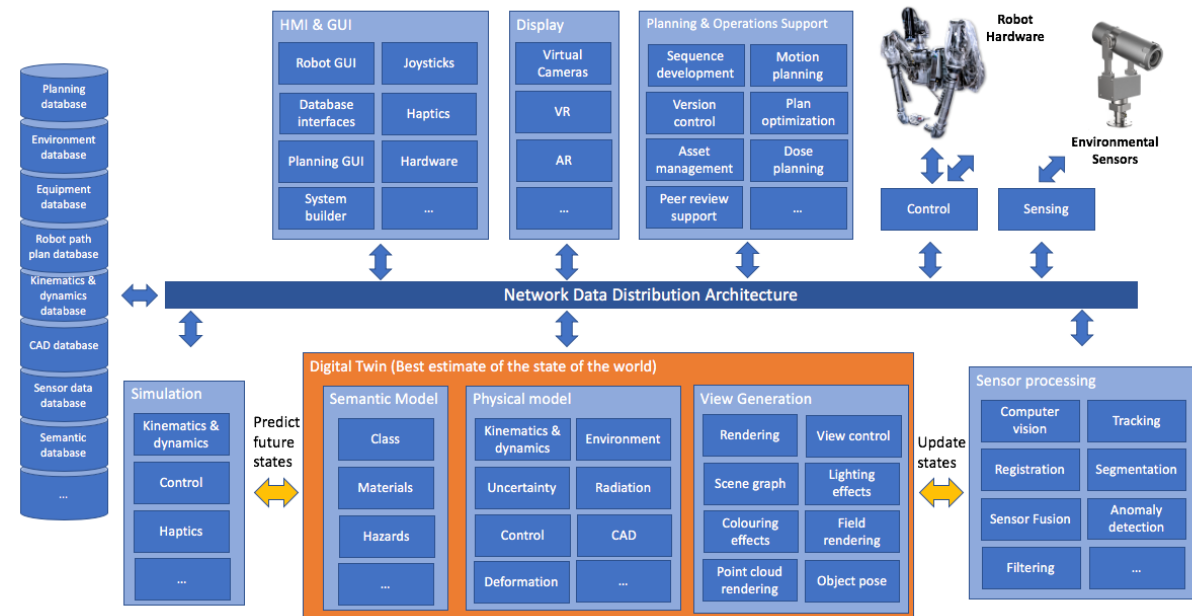 HMI & GUI
Robot GUI
Joysticks
Database
interfaces
Haptics
Planning GUI
Hardware
System
builder
...
Display
Virtual
Cameras
VR
AR
...
Planning & Operations Support
Sequence
development
Motion
planning
Version
control
Plan
optimization
Asset
management
Dose
planning
Peer review
support
...
Robot
Hardware
Environmental
Sensors
Control
Sensing
Planning
database
Environment
database
Equipment
database
Robot path
plan database
Kinematics &
dynamics
database
CAD database
Sensor data
database
Semantic
database
...
Network Data Distribution Architecture
Simulation
Kinematics &
dynamics
Control
Haptics
...
Predict
future
states
Digital Twin (Best estimate of the state of the world)
Semantic Model
Class
Materials
Hazards
...
Physical model
Kinematics &
dynamics
Environment
Uncertainty
Radiation
Control
CAD
Deformation
...
View Generation
Rendering
View control
Scene graph
Lighting
effects
Colouring
effects
Field
rendering
Point cloud
rendering
Object pose
Update
states
Sensor processing
Computer
vision
Tracking
Registration
Segmentation
Sensor Fusion
Anomaly
detection
Filtering
...